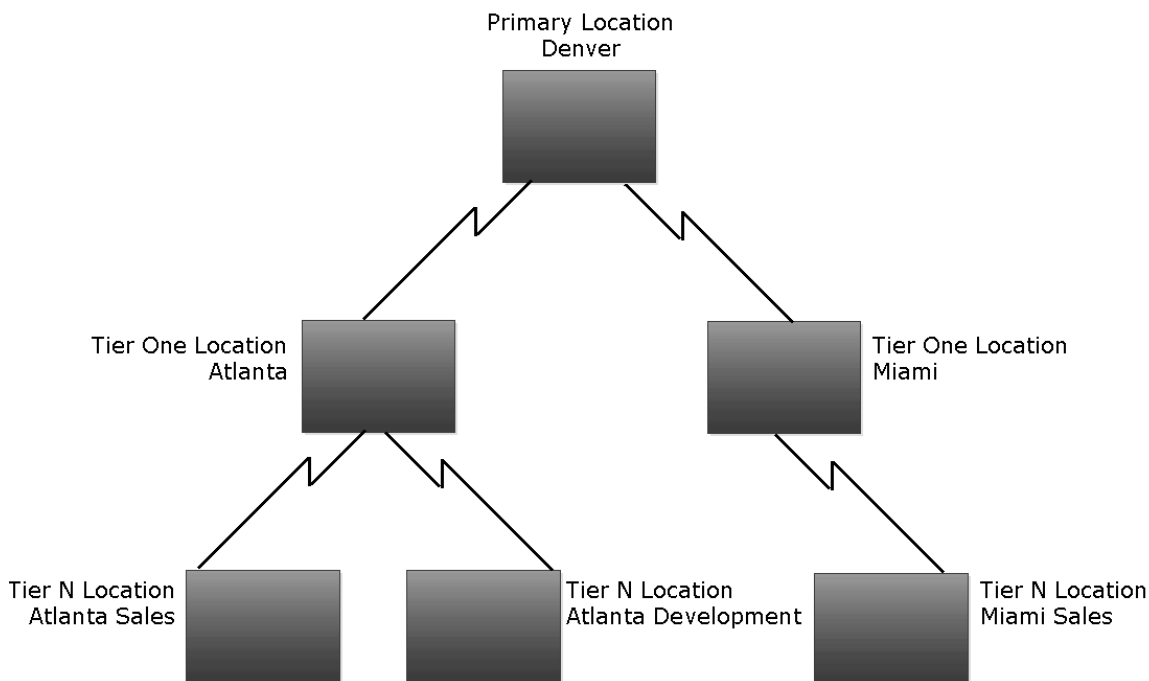 Primary Location
Denver
Tier One Location
Atlanta
Tier One Location
Miami
Tier N Location
Atlanta Sales
Tier N Location
Atlanta Development
Tier N Location
Miami Sales